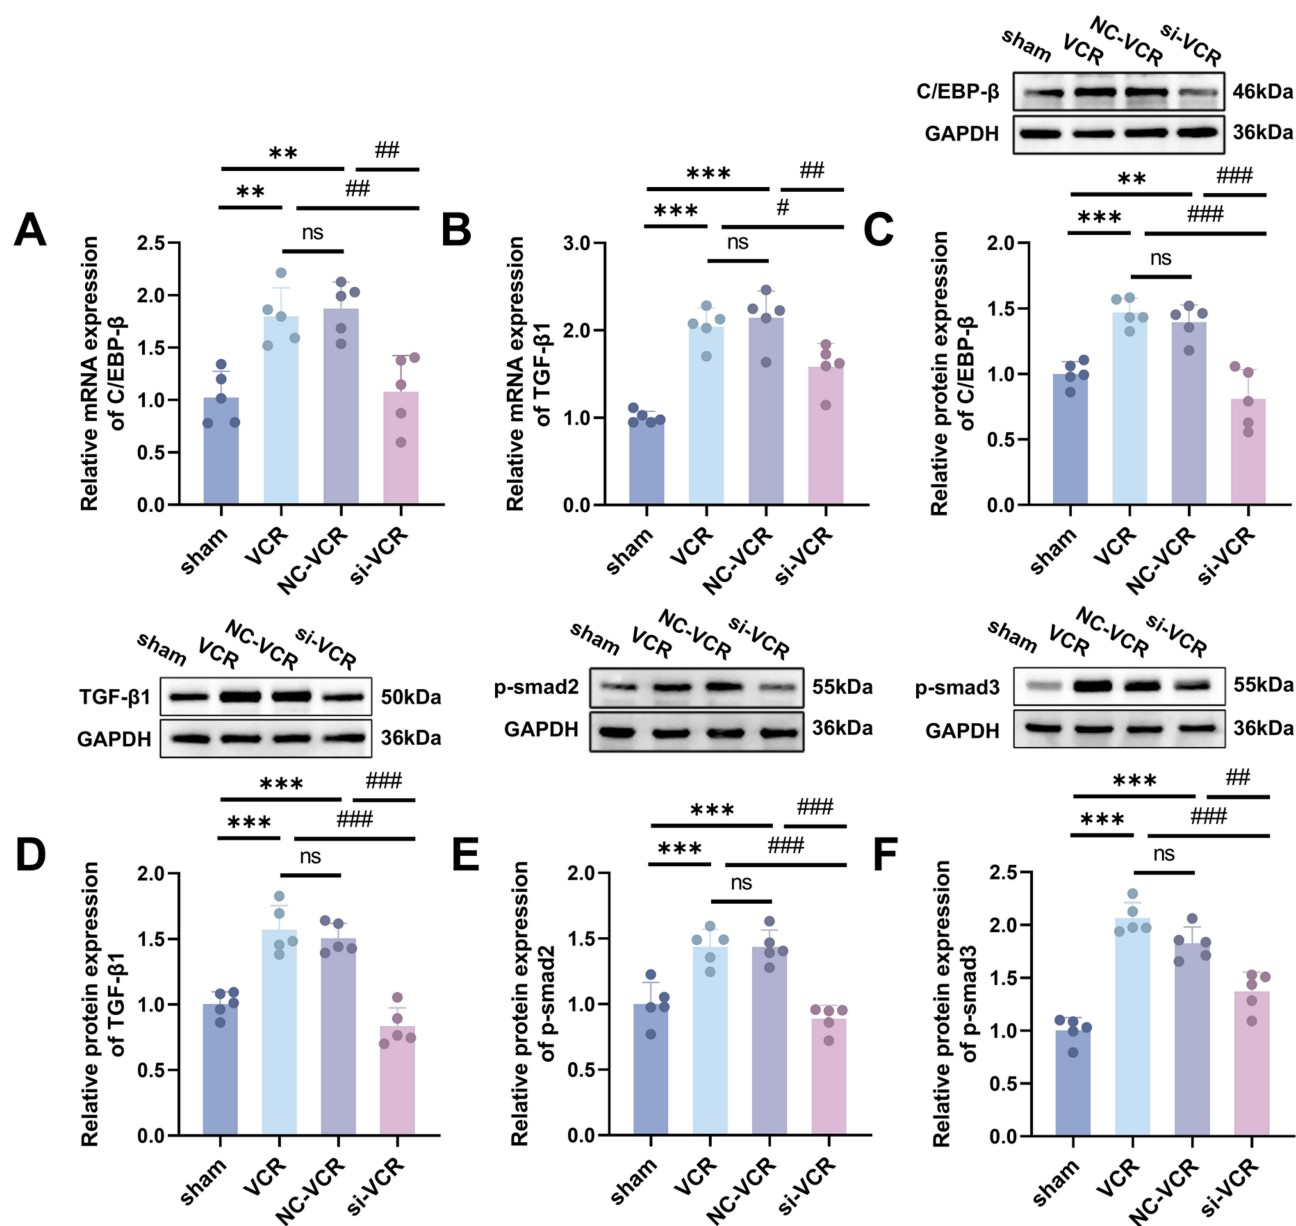 A
** ##
** ##
ns
Relative mRNA expression
of C/EBP-β
2.5
2.0
1.5
1.0
0.5
0.0
sham VCR NC-VCR si-VCR
B
*** ##
*** #
ns
Relative mRNA expression
of TGF-β1
3.0
2.0
1.0
0.0
sham VCR NC-VCR si-VCR
sham VCR NC-VCR si-VCR
C/EBP-β 46kDa
GAPDH 36kDa
C
** ###
*** ###
ns
Relative protein expression
of C/EBP-β
2.0
1.5
1.0
0.5
0.0
sham VCR NC-VCR si-VCR
sham VCR NC-VCR si-VCR
TGF-β1 50kDa
GAPDH 36kDa
D
*** ###
*** ###
ns
Relative protein expression
of TGF-β1
2.0
1.5
1.0
0.5
0.0
sham VCR NC-VCR si-VCR
sham VCR NC-VCR si-VCR
p-smad2 55kDa
GAPDH 36kDa
E
*** ###
*** ###
ns
Relative protein expression
of p-smad2
2.0
1.5
1.0
0.5
0.0
sham VCR NC-VCR si-VCR
sham VCR NC-VCR si-VCR
p-smad3 55kDa
GAPDH 36kDa
F
*** ##
*** ###
ns
Relative protein expression
of p-smad3
2.5
2.0
1.5
1.0
0.5
0.0
sham VCR NC-VCR si-VCR